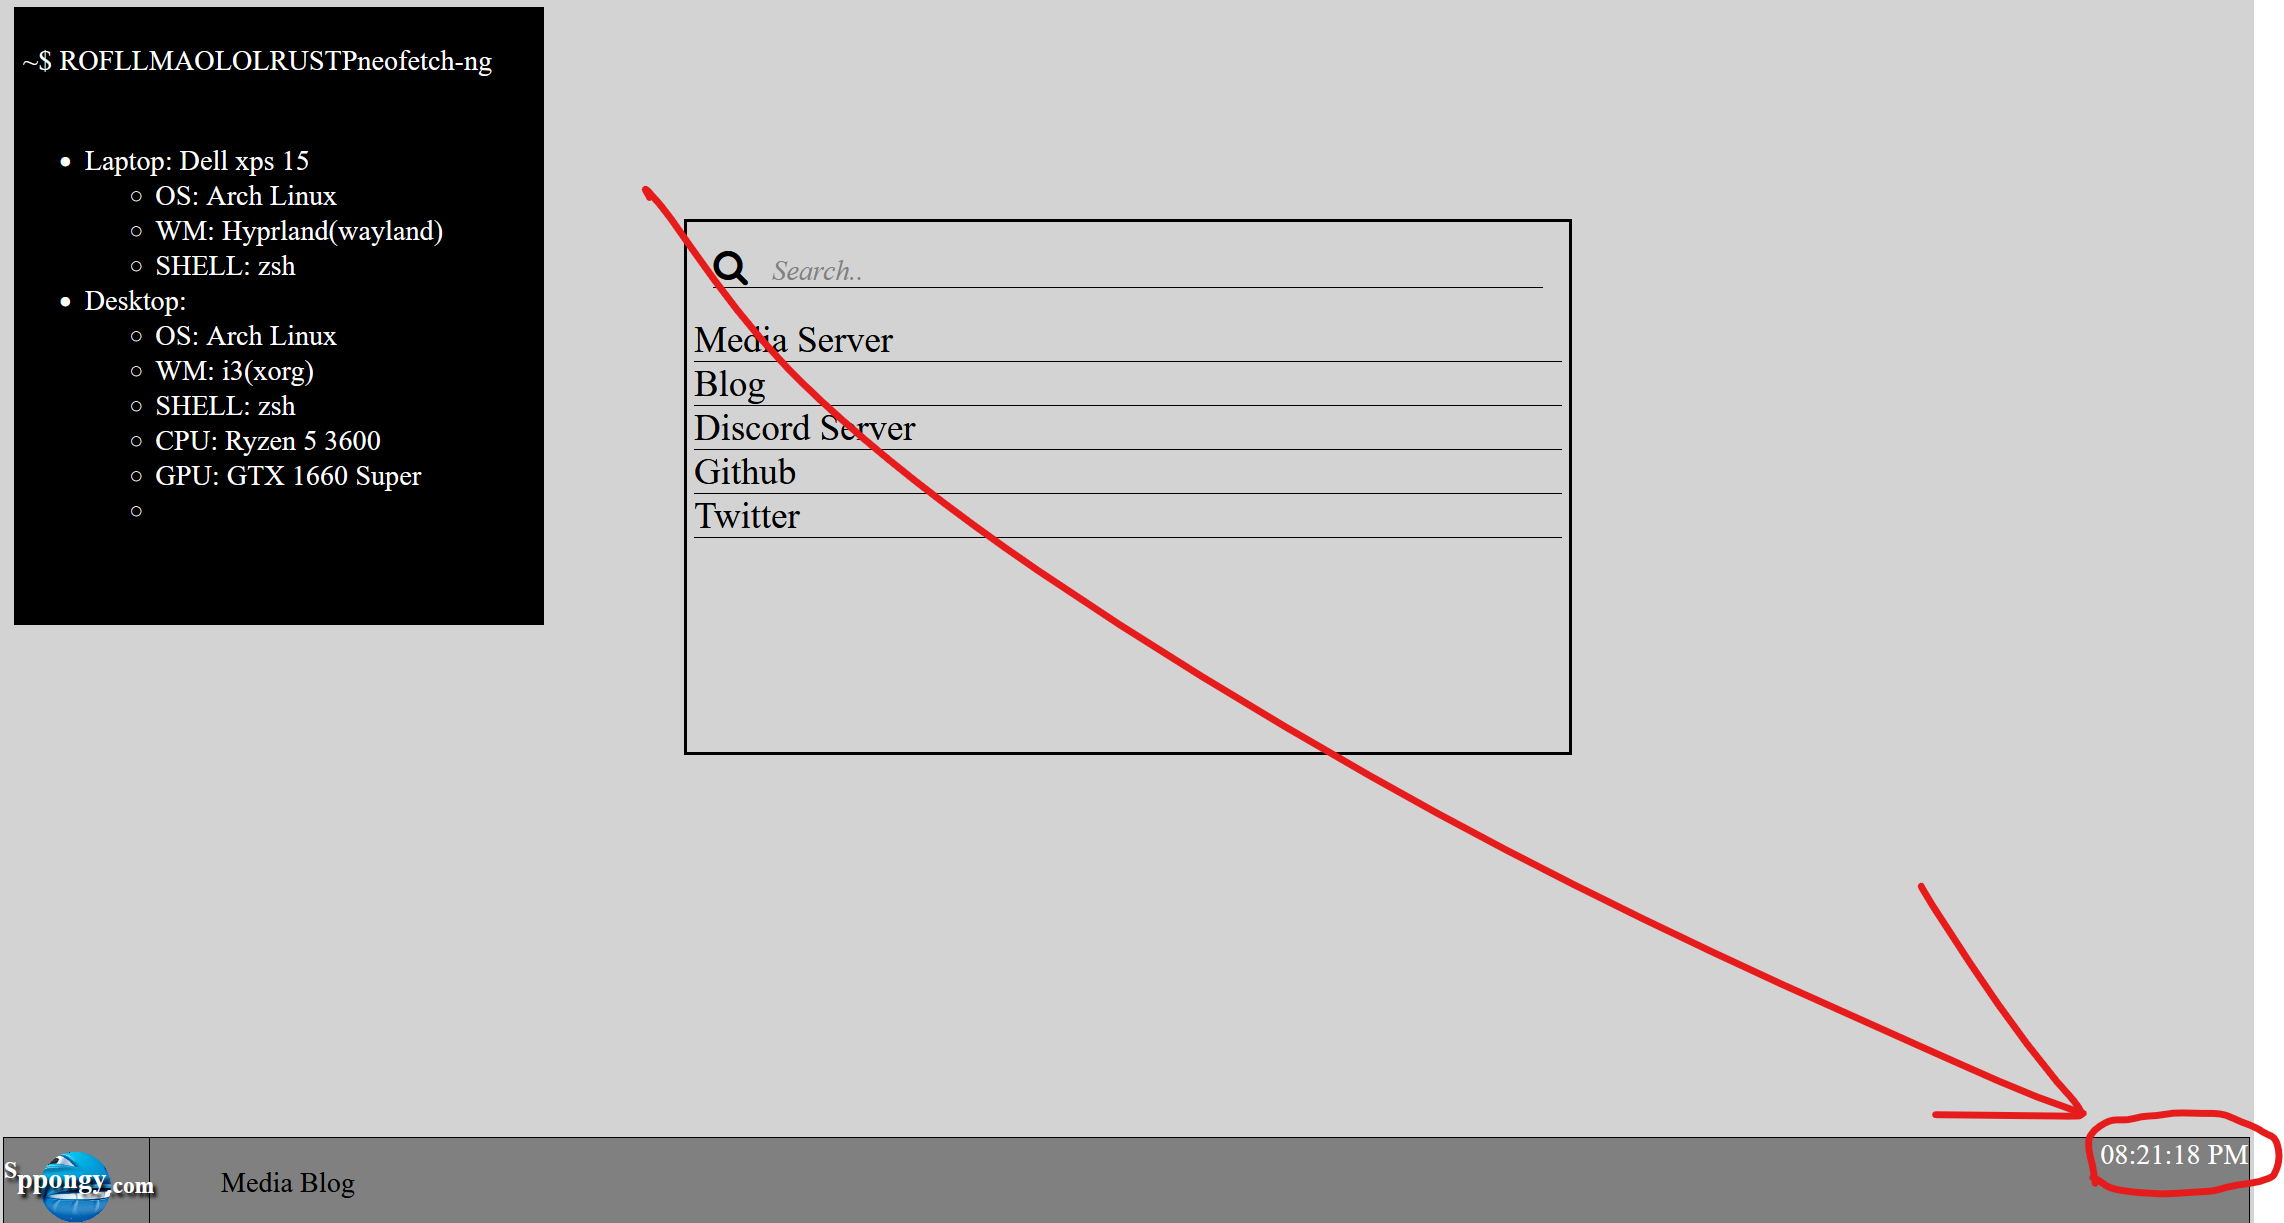 ~$ ROFLLMAOLOLRUSTPneofetch-ng
Laptop: Dell xps 15
OS: Arch Linux
WM: Hyprland(wayland)
SHELL: zsh
Desktop:
OS: Arch Linux
WM: i3(xorg)
SHELL: zsh
CPU: Ryzen 5 3600
GPU: GTX 1660 Super
Search..
Media Server
Blog
Discord Server
Github
Twitter
Sppongy.com
Media Blog
08:21:18 PM